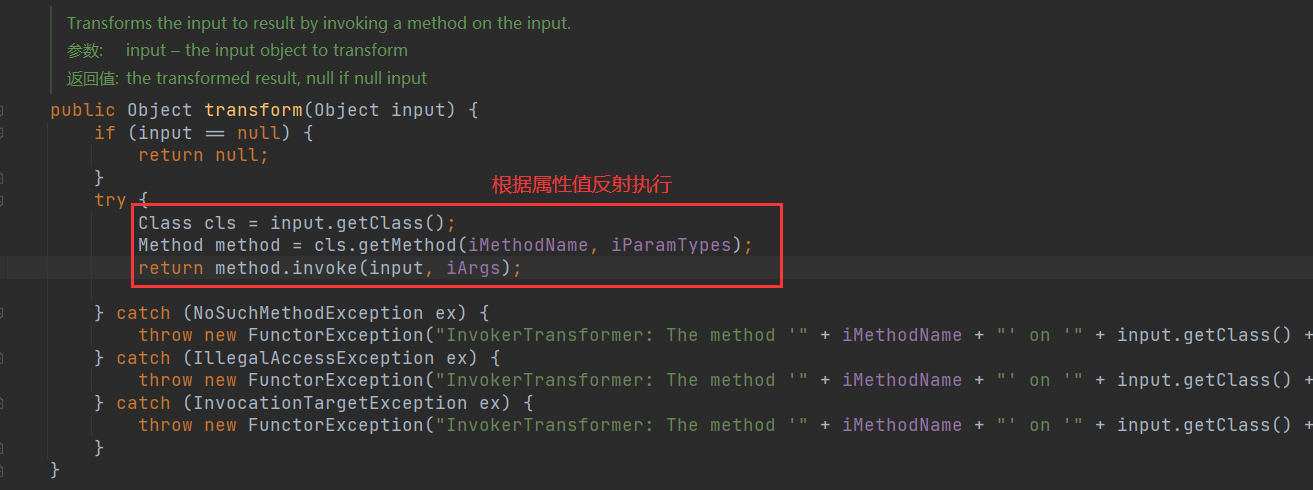 Transforms the input to result by invoking a method on the input.
参数: input – the input object to transform
返回值: the transformed result, null if null input
public Object transform(Object input) {
if (input == null) {
return null;
}
根据属性值反射执行
try {
Class cls = input.getClass();
Method method = cls.getMethod(iMethodName, iParamTypes);
return method.invoke(input, iArgs);
} catch (NoSuchMethodException ex) {
throw new FunctorException("InvokerTransformer: The method '" + iMethodName + "' on '" + input.getClass() +
} catch (IllegalAccessException ex) {
throw new FunctorException("InvokerTransformer: The method '" + iMethodName + "' on '" + input.getClass() +
} catch (InvocationTargetException ex) {
throw new FunctorException("InvokerTransformer: The method '" + iMethodName + "' on '" + input.getClass() +
}
}